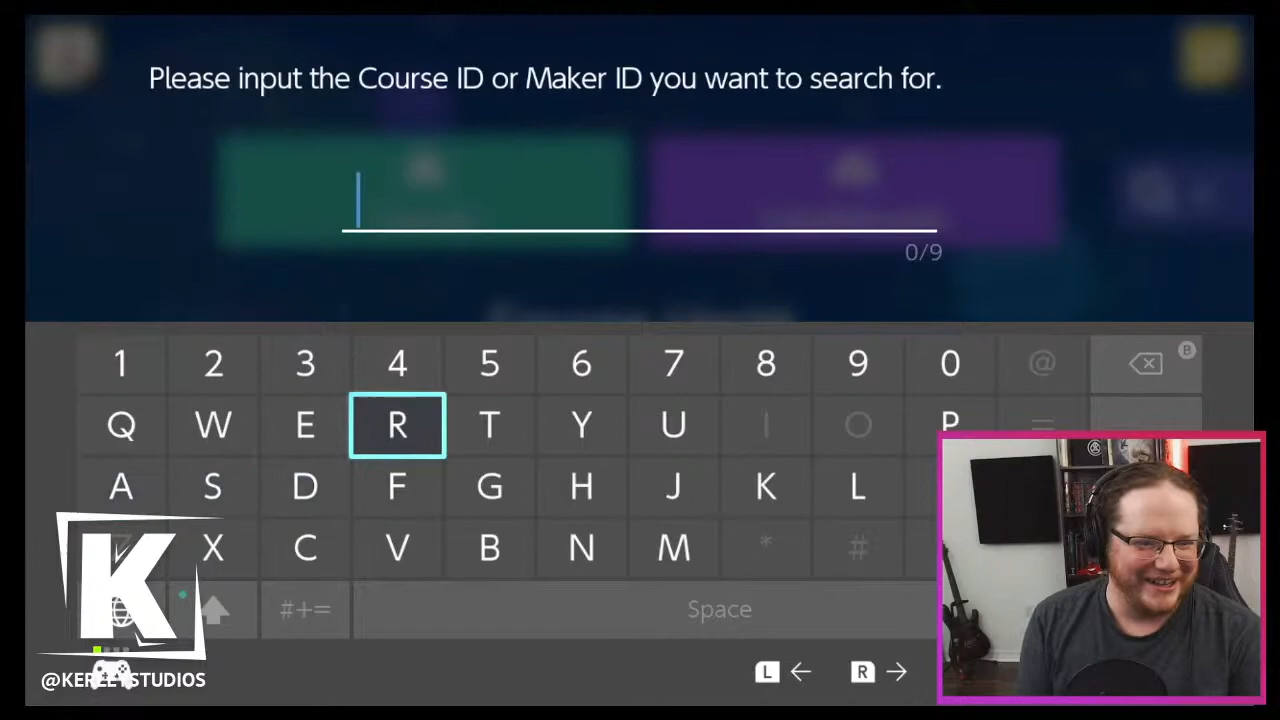 Please input the Course ID or Maker ID you want to search for.
0/9
1 2 3 4 5 6 7 8 9 0 @
B
Q W E R T Y U I O P =
A S D F G H J K L
X C V B N M * #
K
#+= Space
L ← R →
@KERLEYSTUDIOS